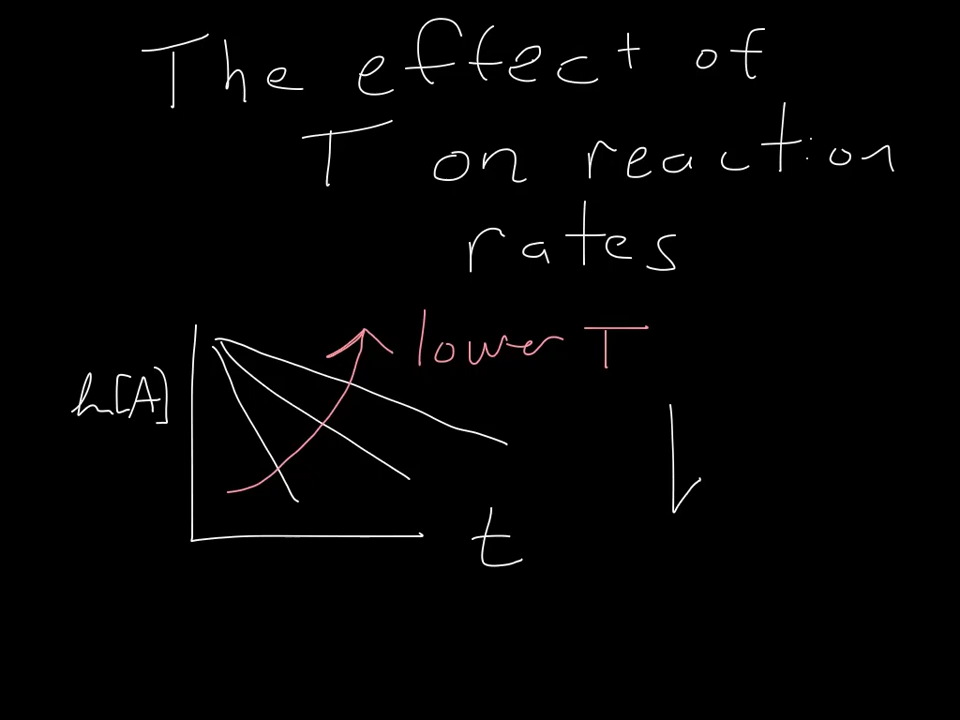 The effect of
T on reaction
rates
lower T
ln[A]
t